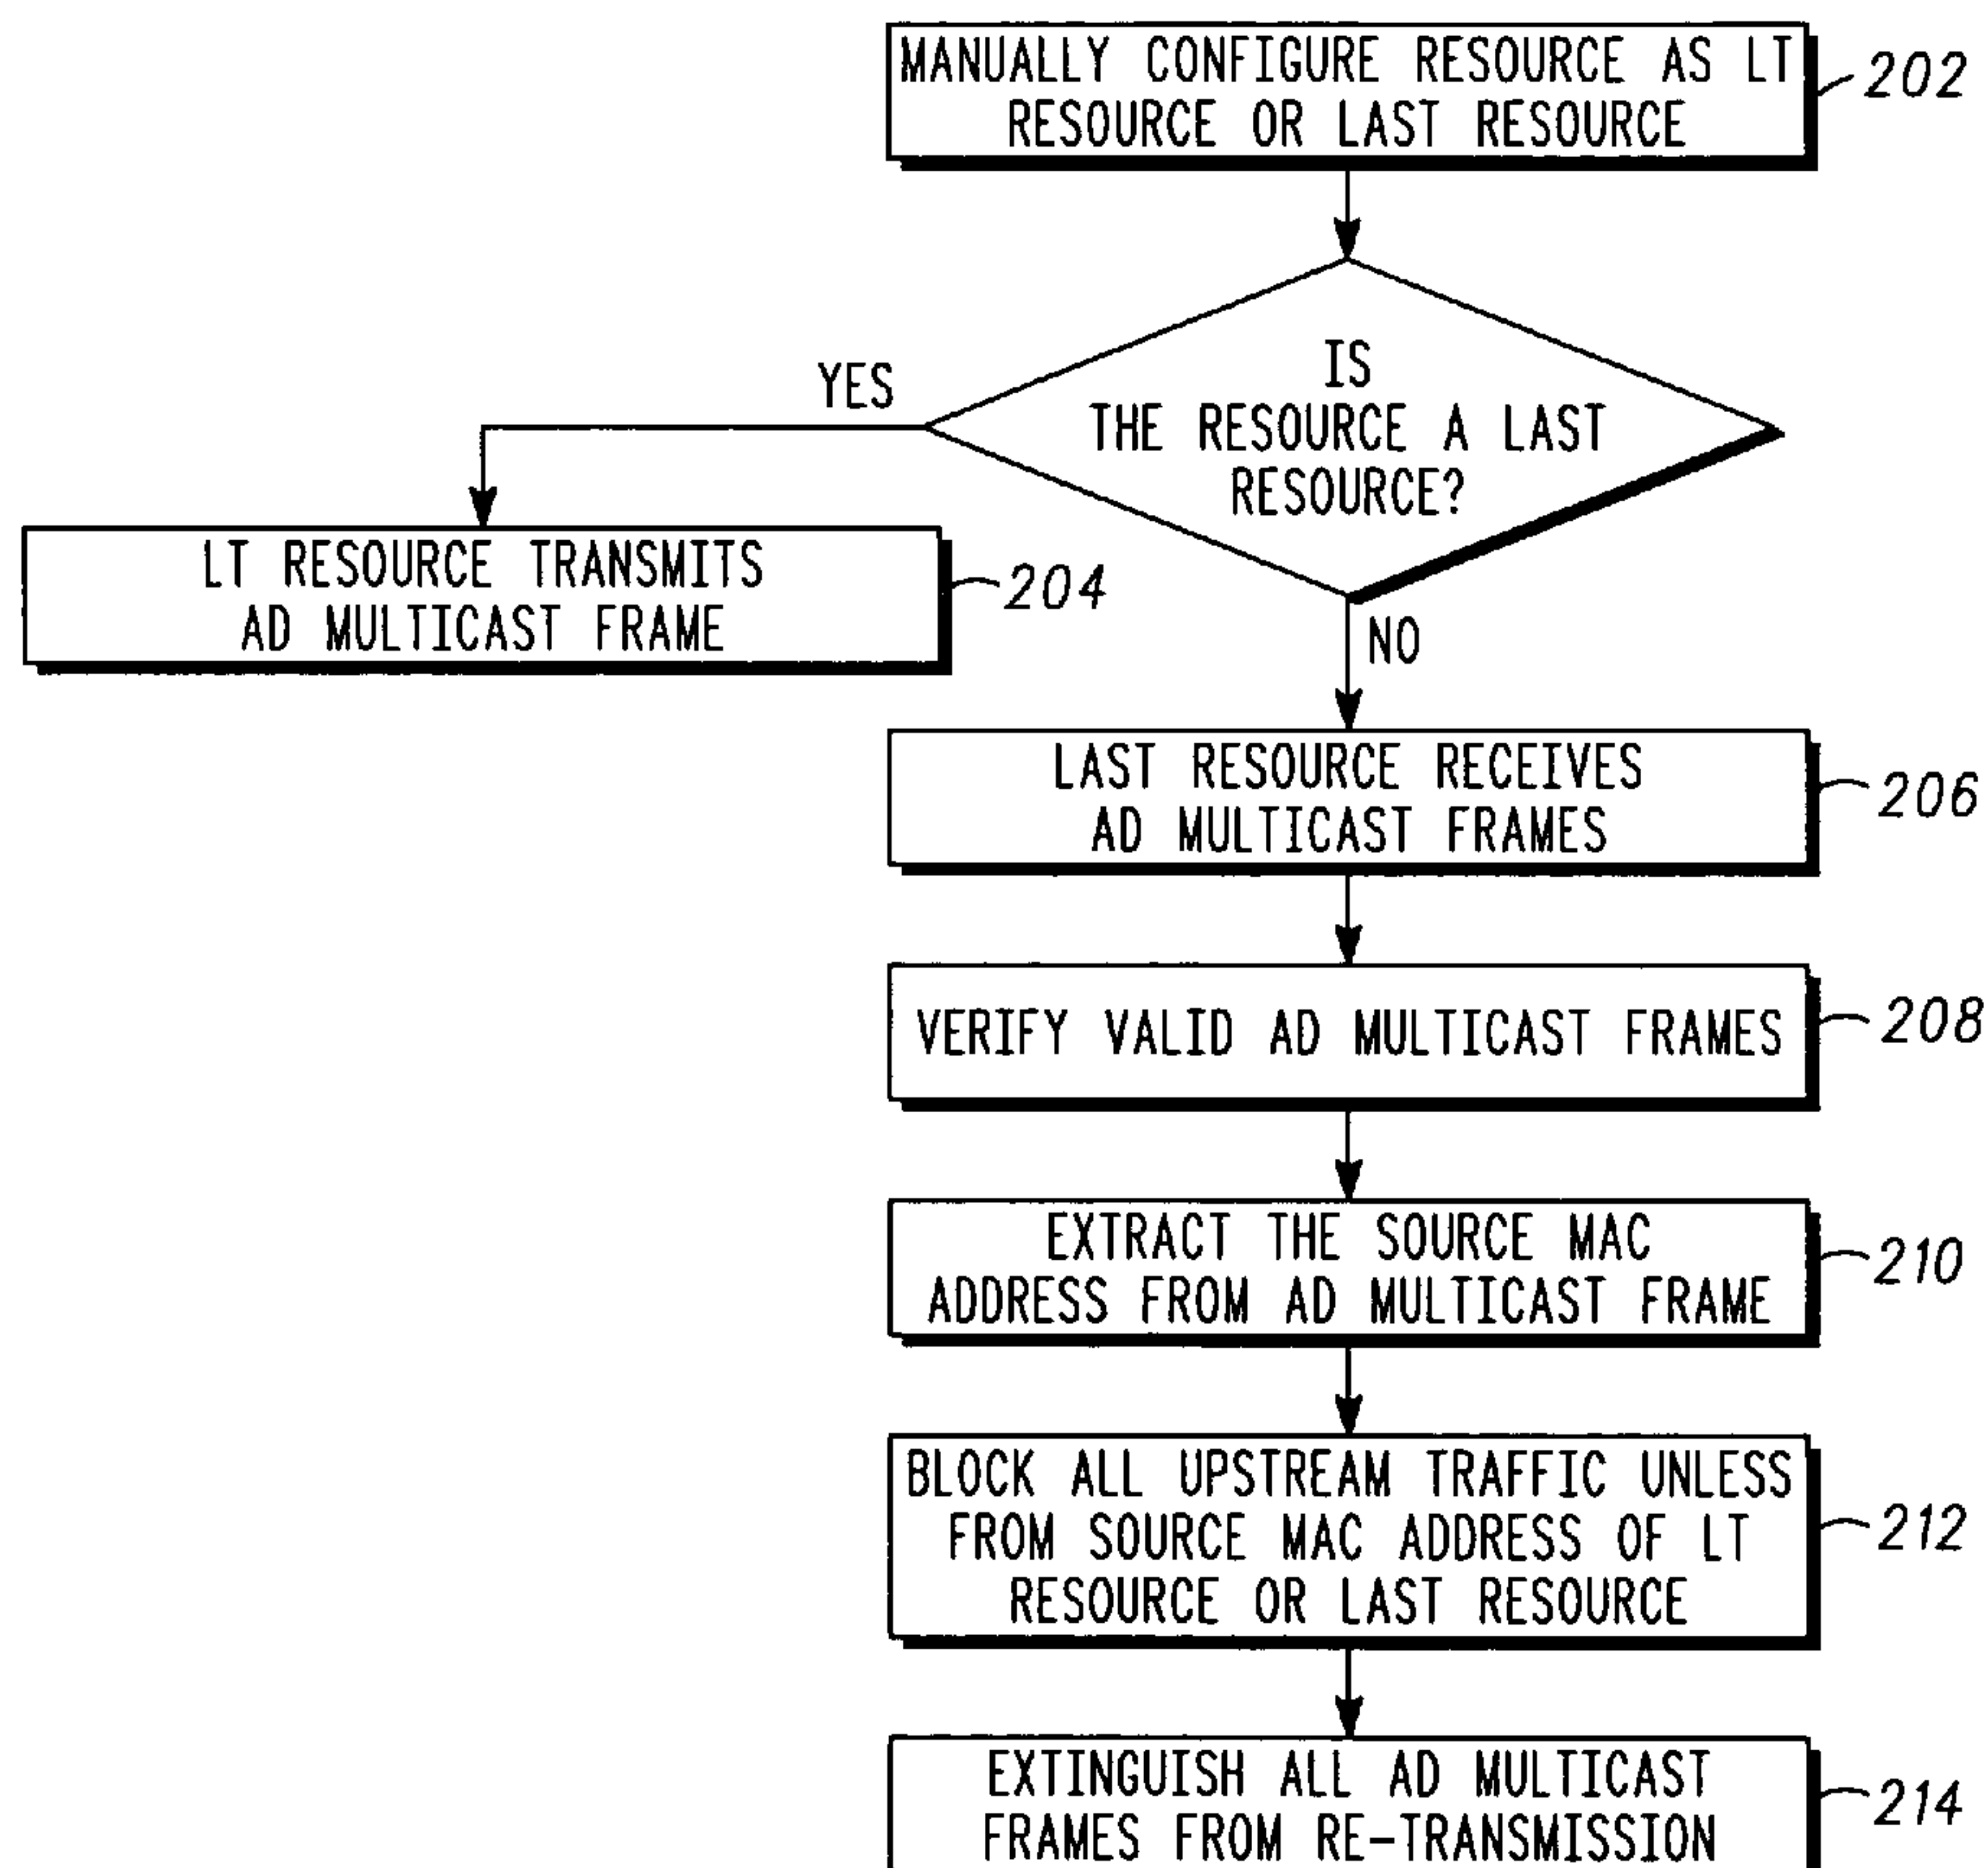 MANUALLY CONFIGURE RESOURCE AS LT
RESOURCE OR LAST RESOURCE
202
IS
THE RESOURCE A LAST
RESOURCE?
YES
NO
LT RESOURCE TRANSMITS
AD MULTICAST FRAME
204
LAST RESOURCE RECEIVES
AD MULTICAST FRAMES
206
VERIFY VALID AD MULTICAST FRAMES
208
EXTRACT THE SOURCE MAC
ADDRESS FROM AD MULTICAST FRAME
210
BLOCK ALL UPSTREAM TRAFFIC UNLESS
FROM SOURCE MAC ADDRESS OF LT
RESOURCE OR LAST RESOURCE
212
EXTINGUISH ALL AD MULTICAST
FRAMES FROM RE-TRANSMISSION
214